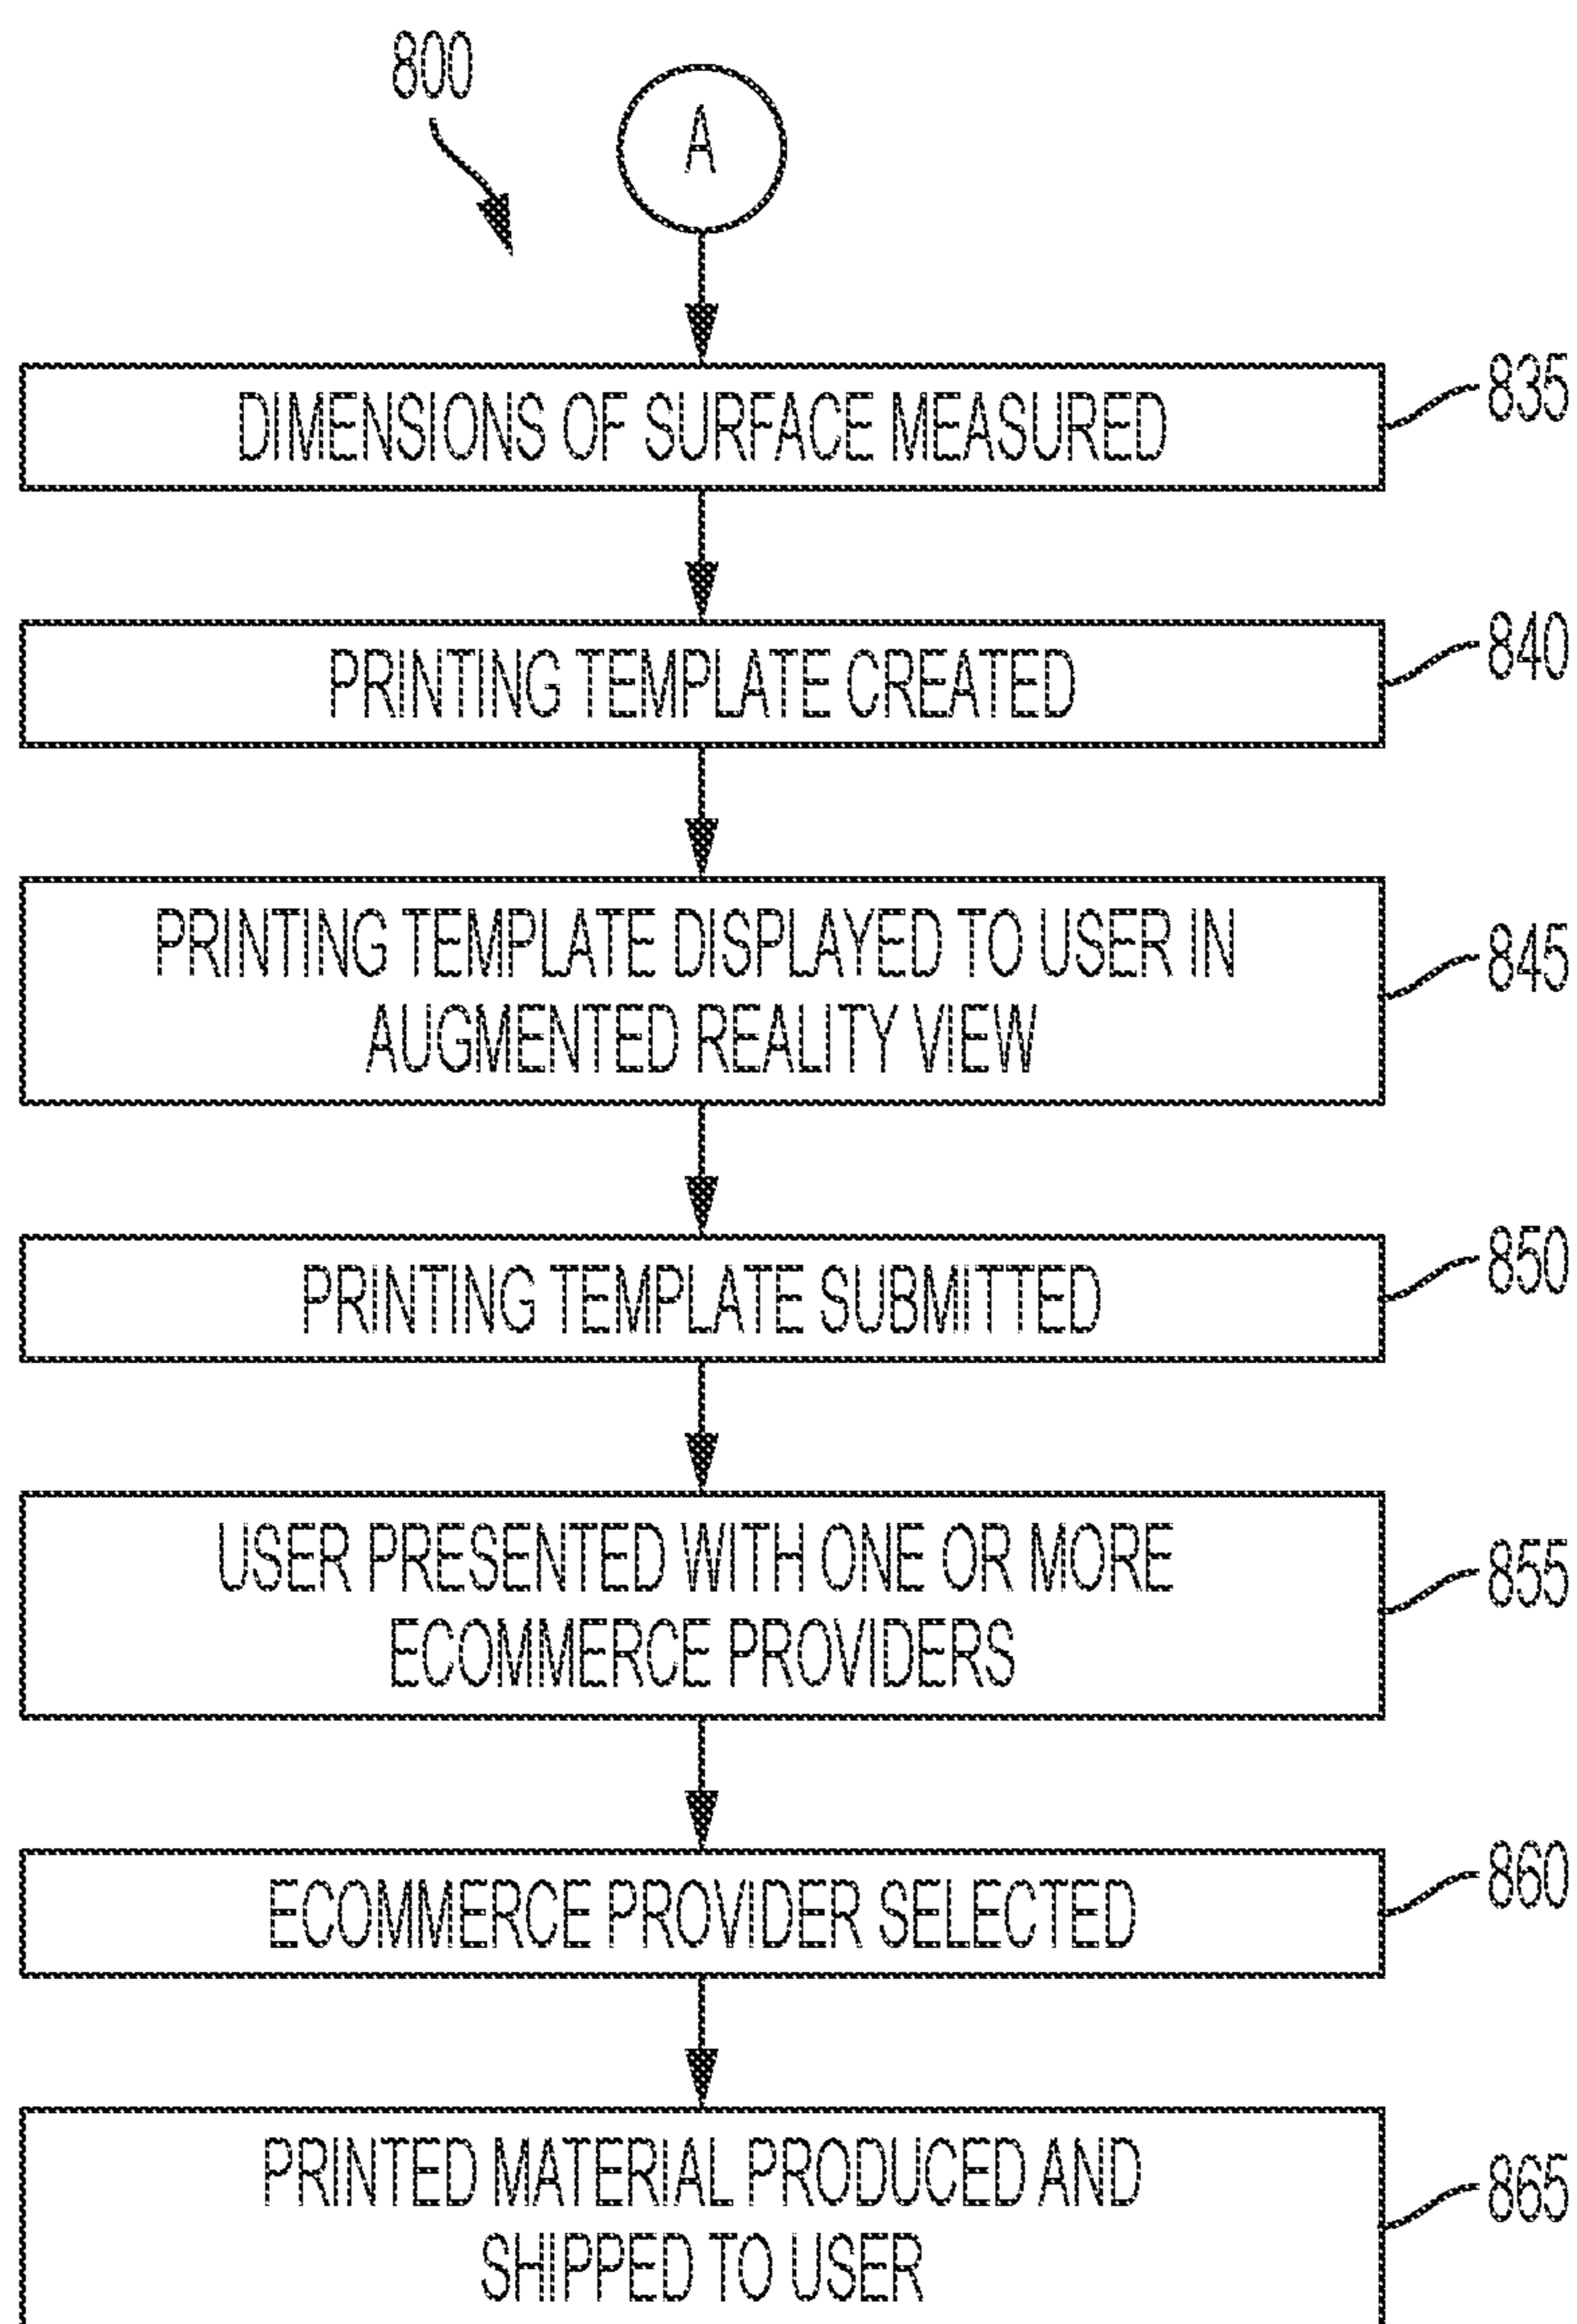 800
A
DIMENSIONS OF SURFACE MEASURED
835
PRINTING TEMPLATE CREATED
840
PRINTING TEMPLATE DISPLAYED TO USER IN
AUGMENTED REALITY VIEW
845
PRINTING TEMPLATE SUBMITTED
850
USER PRESENTED WITH ONE OR MORE
ECOMMERCE PROVIDERS
855
ECOMMERCE PROVIDER SELECTED
860
PRINTED MATERIAL PRODUCED AND
SHIPPED TO USER
865